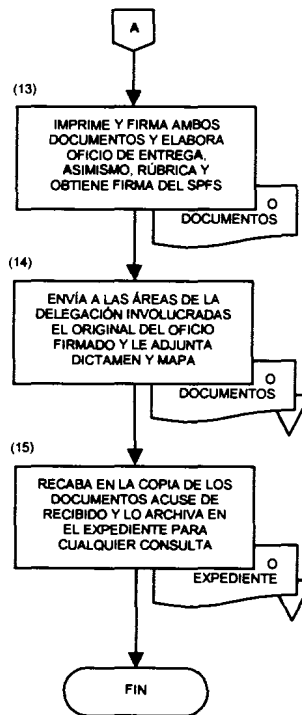 A
(13)
IMPRIME Y FIRMA AMBOS
DOCUMENTOS Y ELABORA
OFICIO DE ENTREGA,
ASIMISMO, RÚBRICA Y
OBTIENE FIRMA DEL SPFS
O
DOCUMENTOS
(14)
ENVÍA A LAS ÁREAS DE LA
DELEGACIÓN INVOLUCRADAS
EL ORIGINAL DEL OFICIO
FIRMADO Y LE ADJUNTA
DICTAMEN Y MAPA
O
DOCUMENTOS
(15)
RECABA EN LA COPIA DE LOS
DOCUMENTOS ACUSE DE
RECIBIDO Y LO ARCHIVA EN
EL EXPEDIENTE PARA
CUALQUIER CONSULTA
O
EXPEDIENTE
FIN